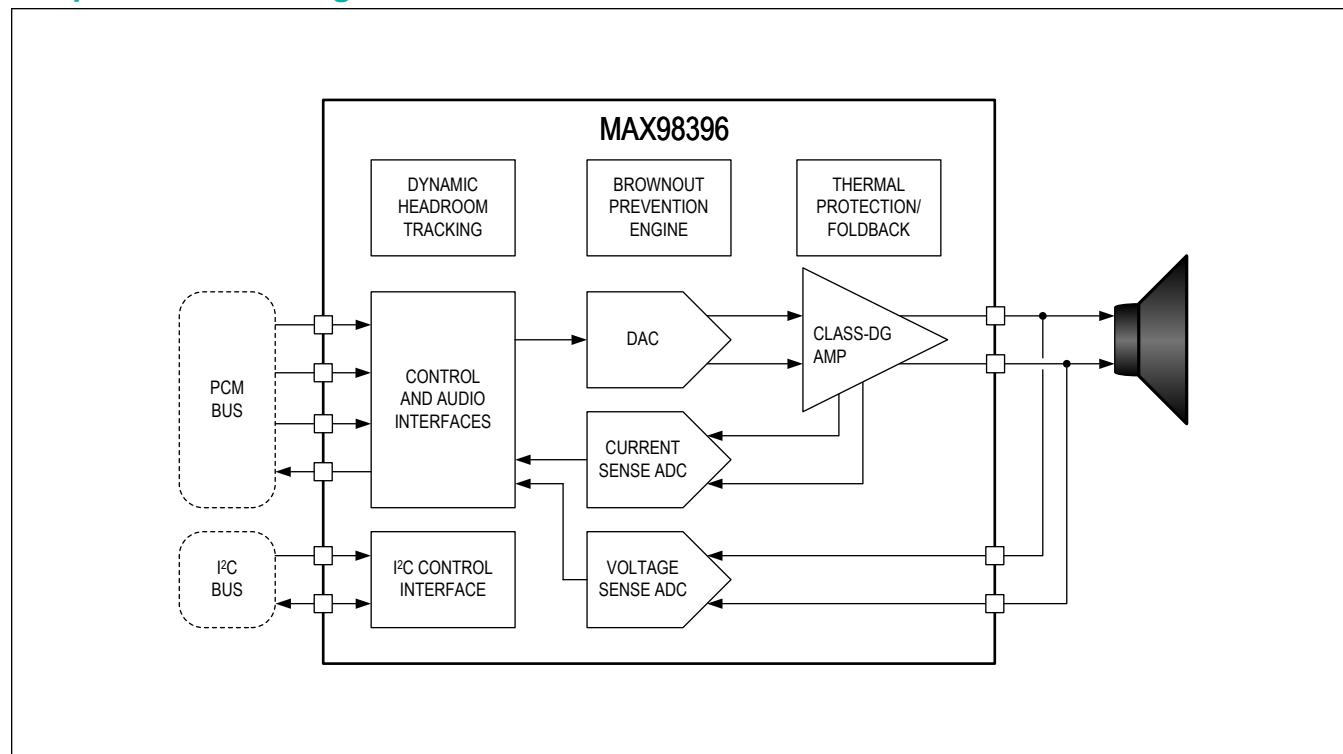 MAX98396
DYNAMIC
HEADROOM
TRACKING
BROWNOUT
PREVENTION
ENGINE
THERMAL
PROTECTION/
FOLDBACK
PCM
BUS
CONTROL
AND AUDIO
INTERFACES
DAC
CLASS-DG
AMP
CURRENT
SENSE ADC
I²C
BUS
I²C CONTROL
INTERFACE
VOLTAGE
SENSE ADC